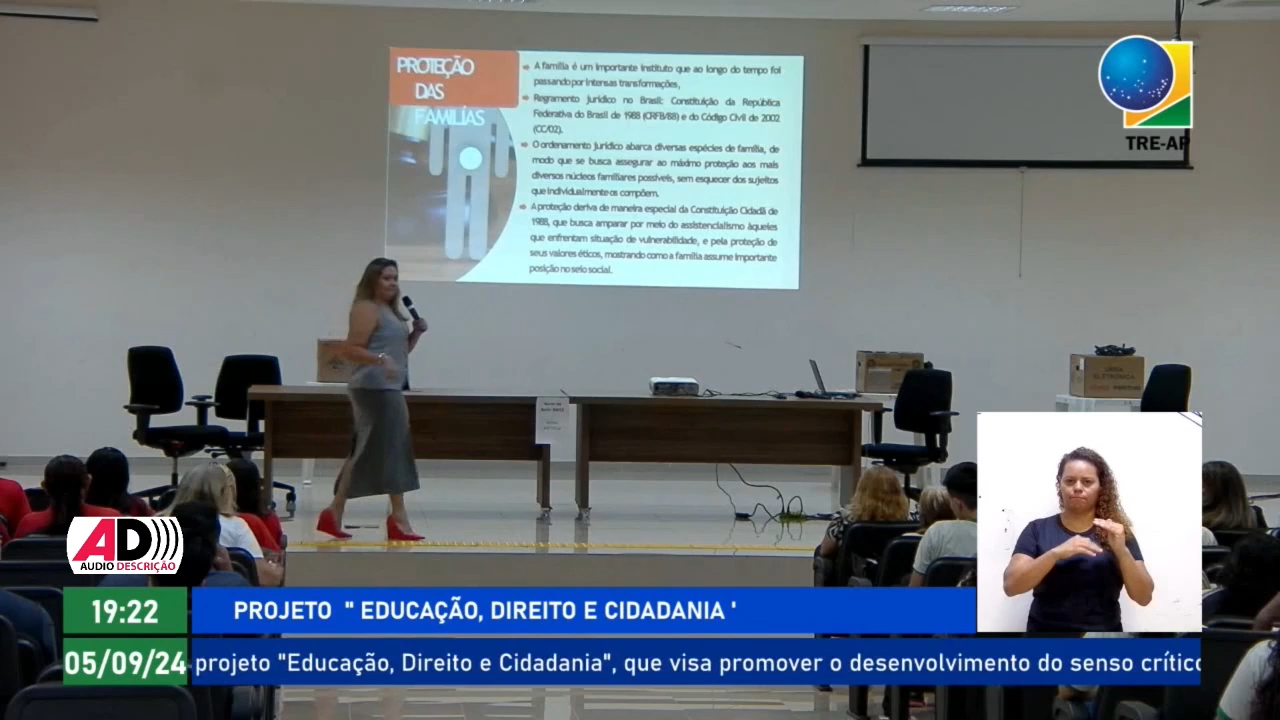 PROTEÇÃO
DAS
FAMILÍAS
A família é um importante instituto que ao longo do tempo foi
passando por intensas transformações,
Regramento jurídico no Brasil: Constituição da República
Federativa do Brasil de 1988 (CRFB/88) e do Código Civil de 2002
(CC/02).
O ordenamento jurídico abarca diversas espécies de família, de
modo que se busca assegurar ao máximo proteção aos mais
diversos núcleos familiares possíveis, sem esquecer dos sujeitos
que individualmente os compõem.
A proteção deriva de maneira especial da Constituição Cidadã de
1988, que busca amparar por meio do assistencialismo àqueles
que enfrentam situação de vulnerabilidade, e pela proteção de
seus valores éticos, mostrando como a família assume importante
posição no seio social.
TRE-AP
URNA
ELETRÔNICA
AD
AUDIO DESCRIÇÃO
19:22
PROJETO " EDUCAÇÃO, DIREITO E CIDADANIA '
05/09/24
projeto "Educação, Direito e Cidadania", que visa promover o desenvolvimento do senso crítico